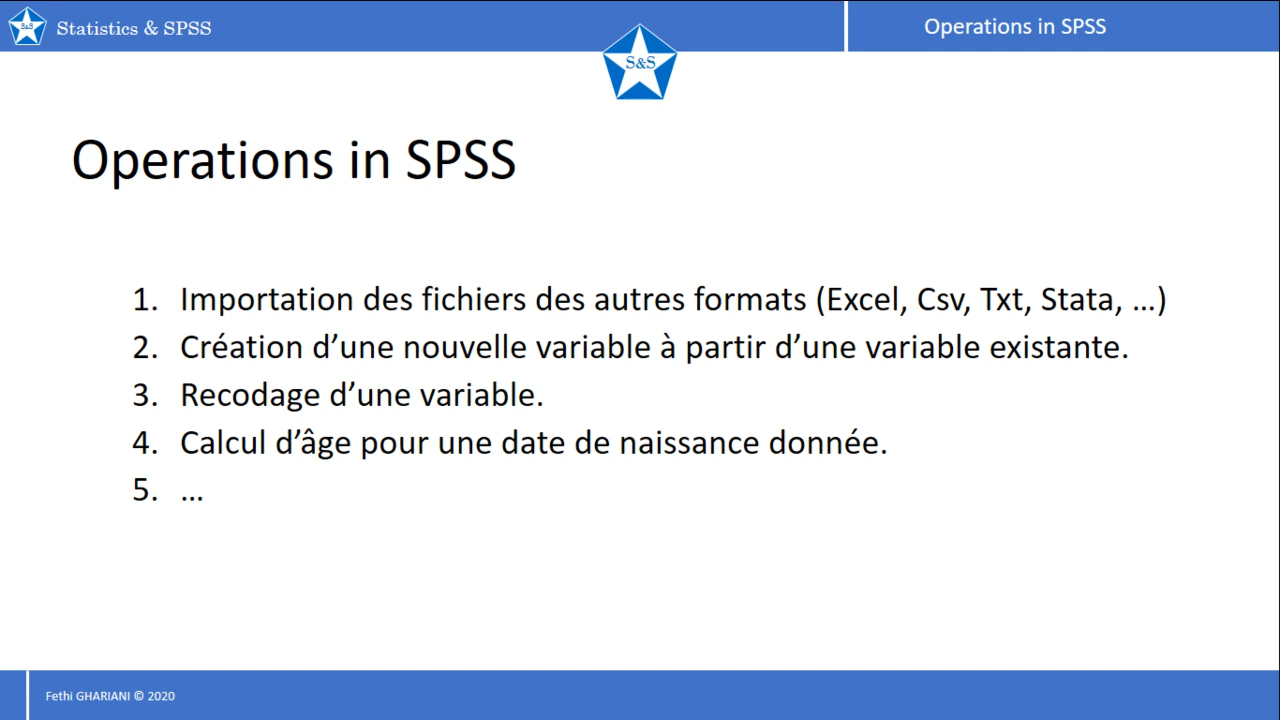 S&S
Statistics & SPSS
Operations in SPSS
S&S
Operations in SPSS
1. Importation des fichiers des autres formats (Excel, Csv, Txt, Stata, ...)
2. Création d’une nouvelle variable à partir d’une variable existante.
3. Recodage d’une variable.
4. Calcul d’âge pour une date de naissance donnée.
5. ...
Fethi GHARIANI © 2020